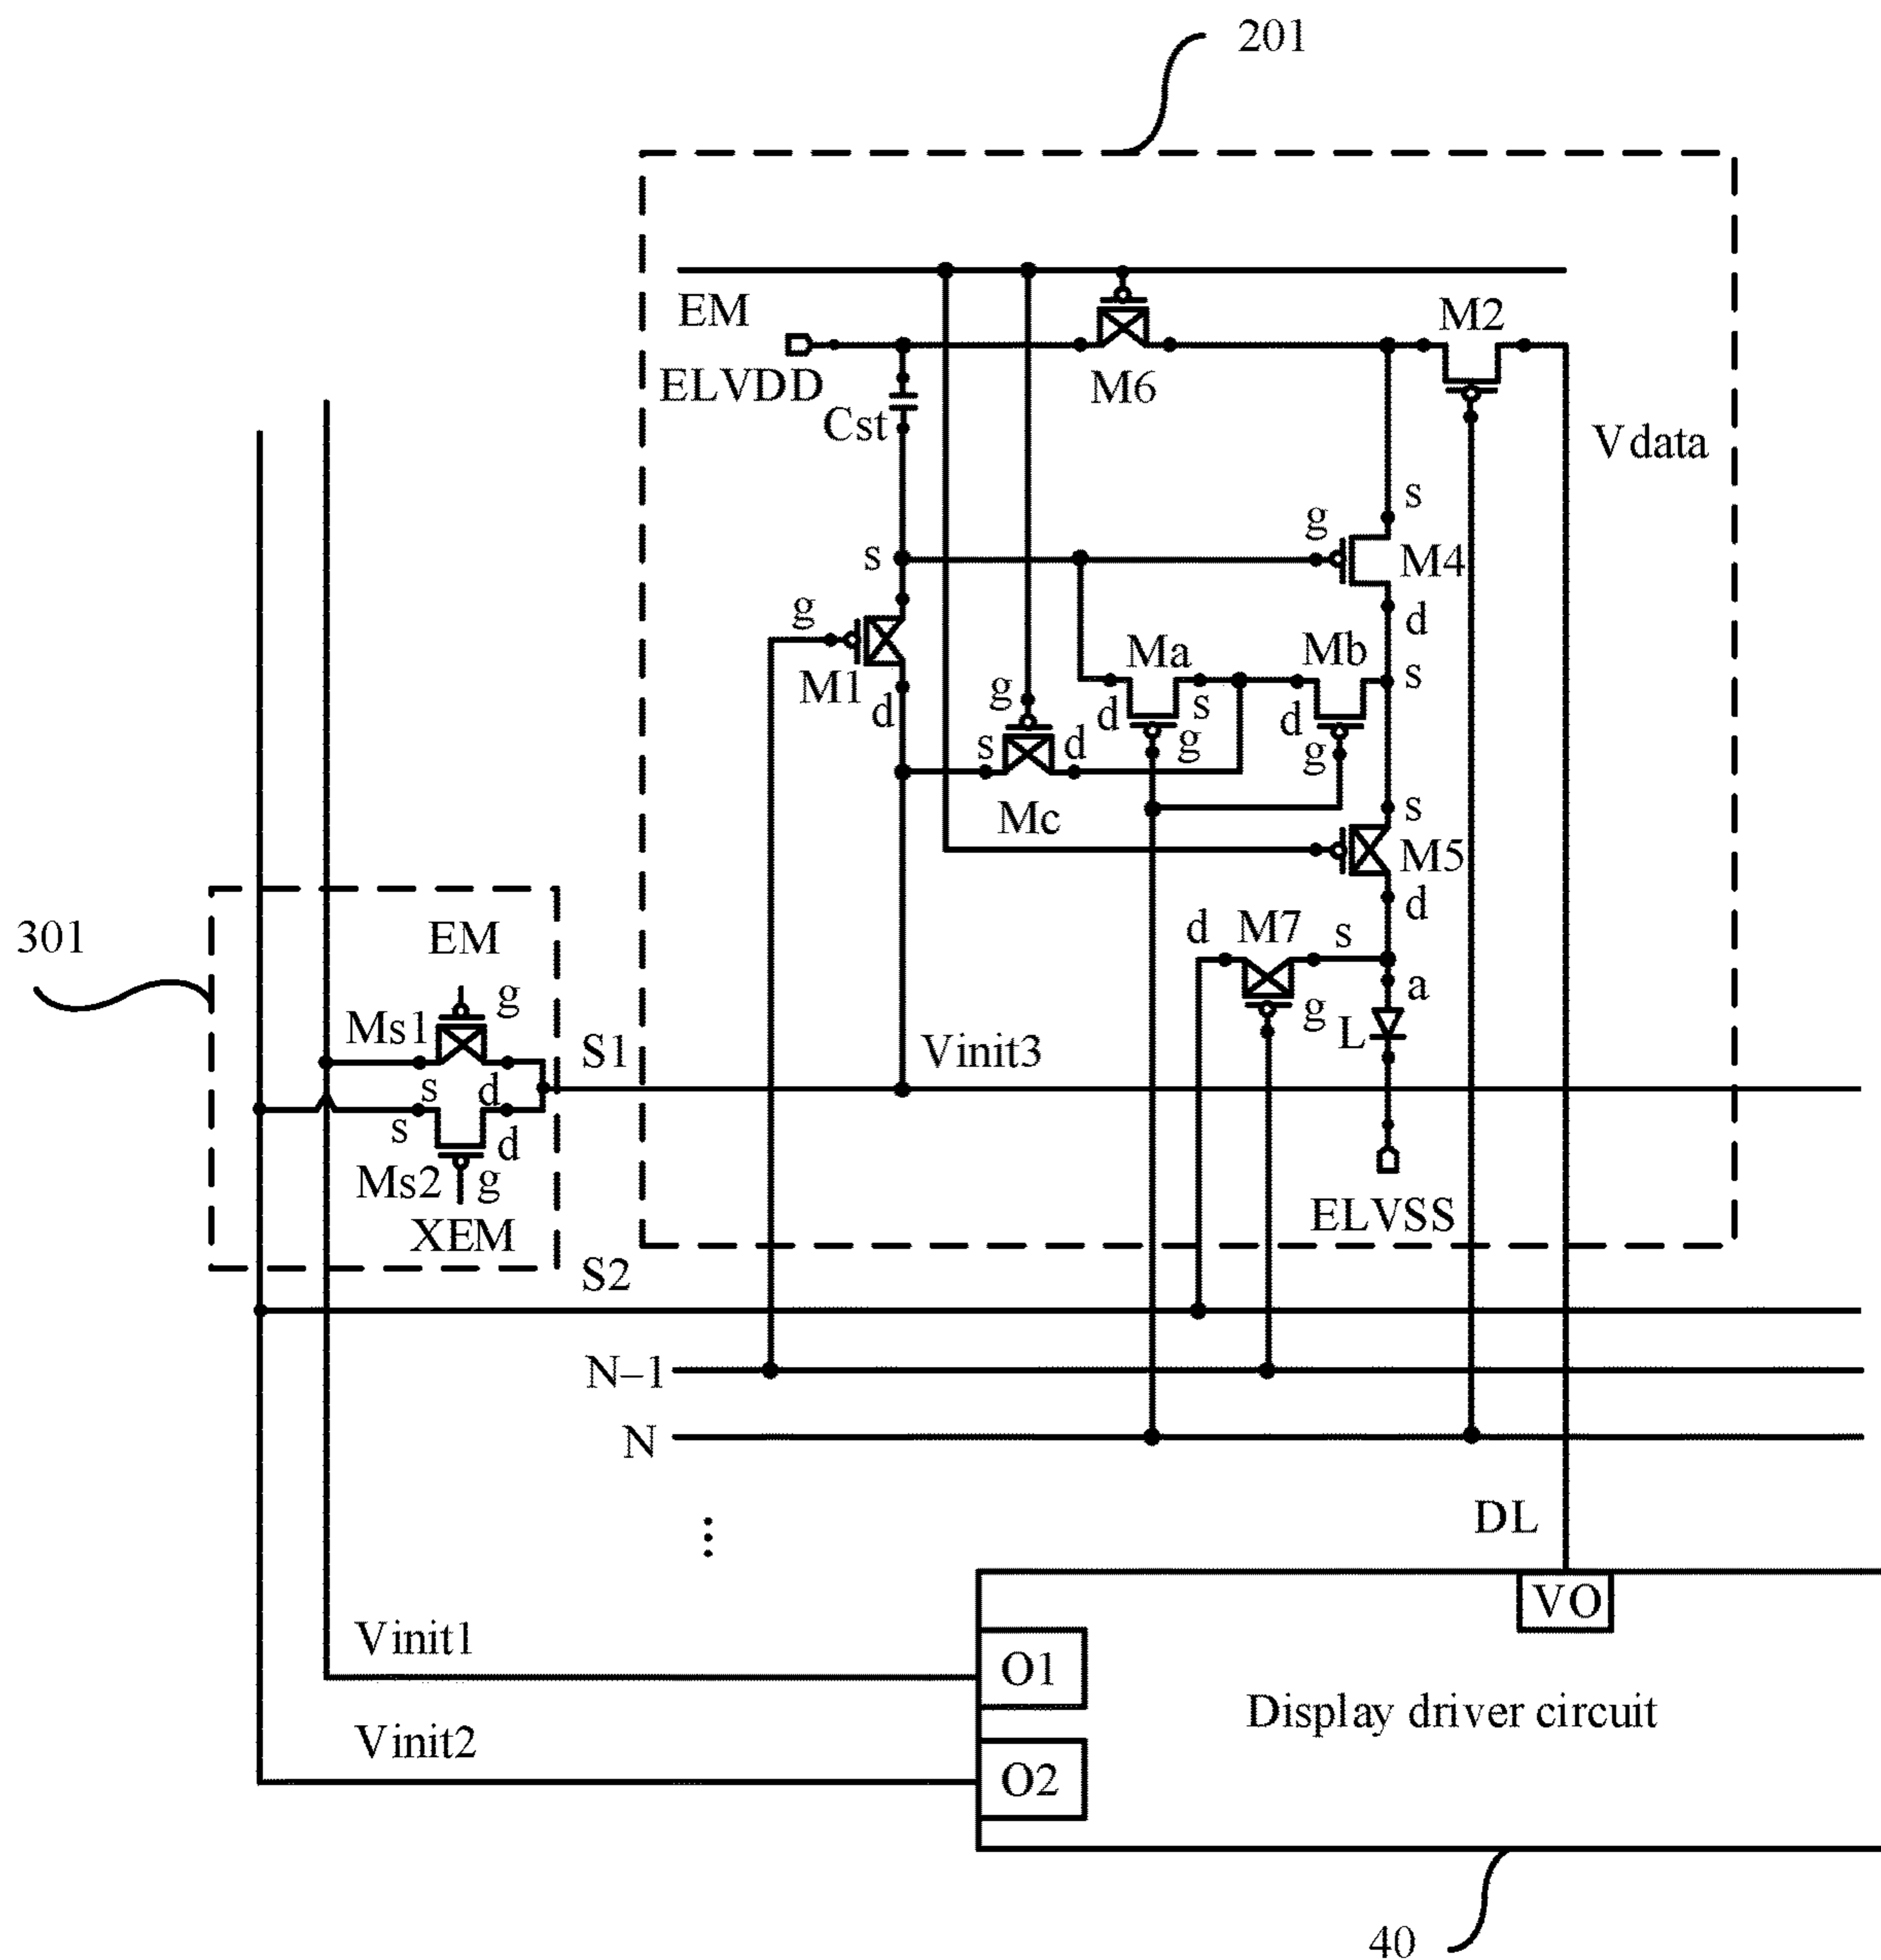 201
EM
M2
ELVDD
M6
Cst
Vdata
s
g
s
M4
g
d
Ma
Mb
s
M1
g
d
s
d
g
d
s
d
g
g
Mc
s
M5
301
EM
d
M7
s
d
g
a
Ms1
g
L
S1
Vinit3
s
d
s
d
Ms2
g
XEM
ELVSS
S2
N–1
N
DL
⋮
VO
Vinit1
O1
Display driver circuit
Vinit2
O2
40